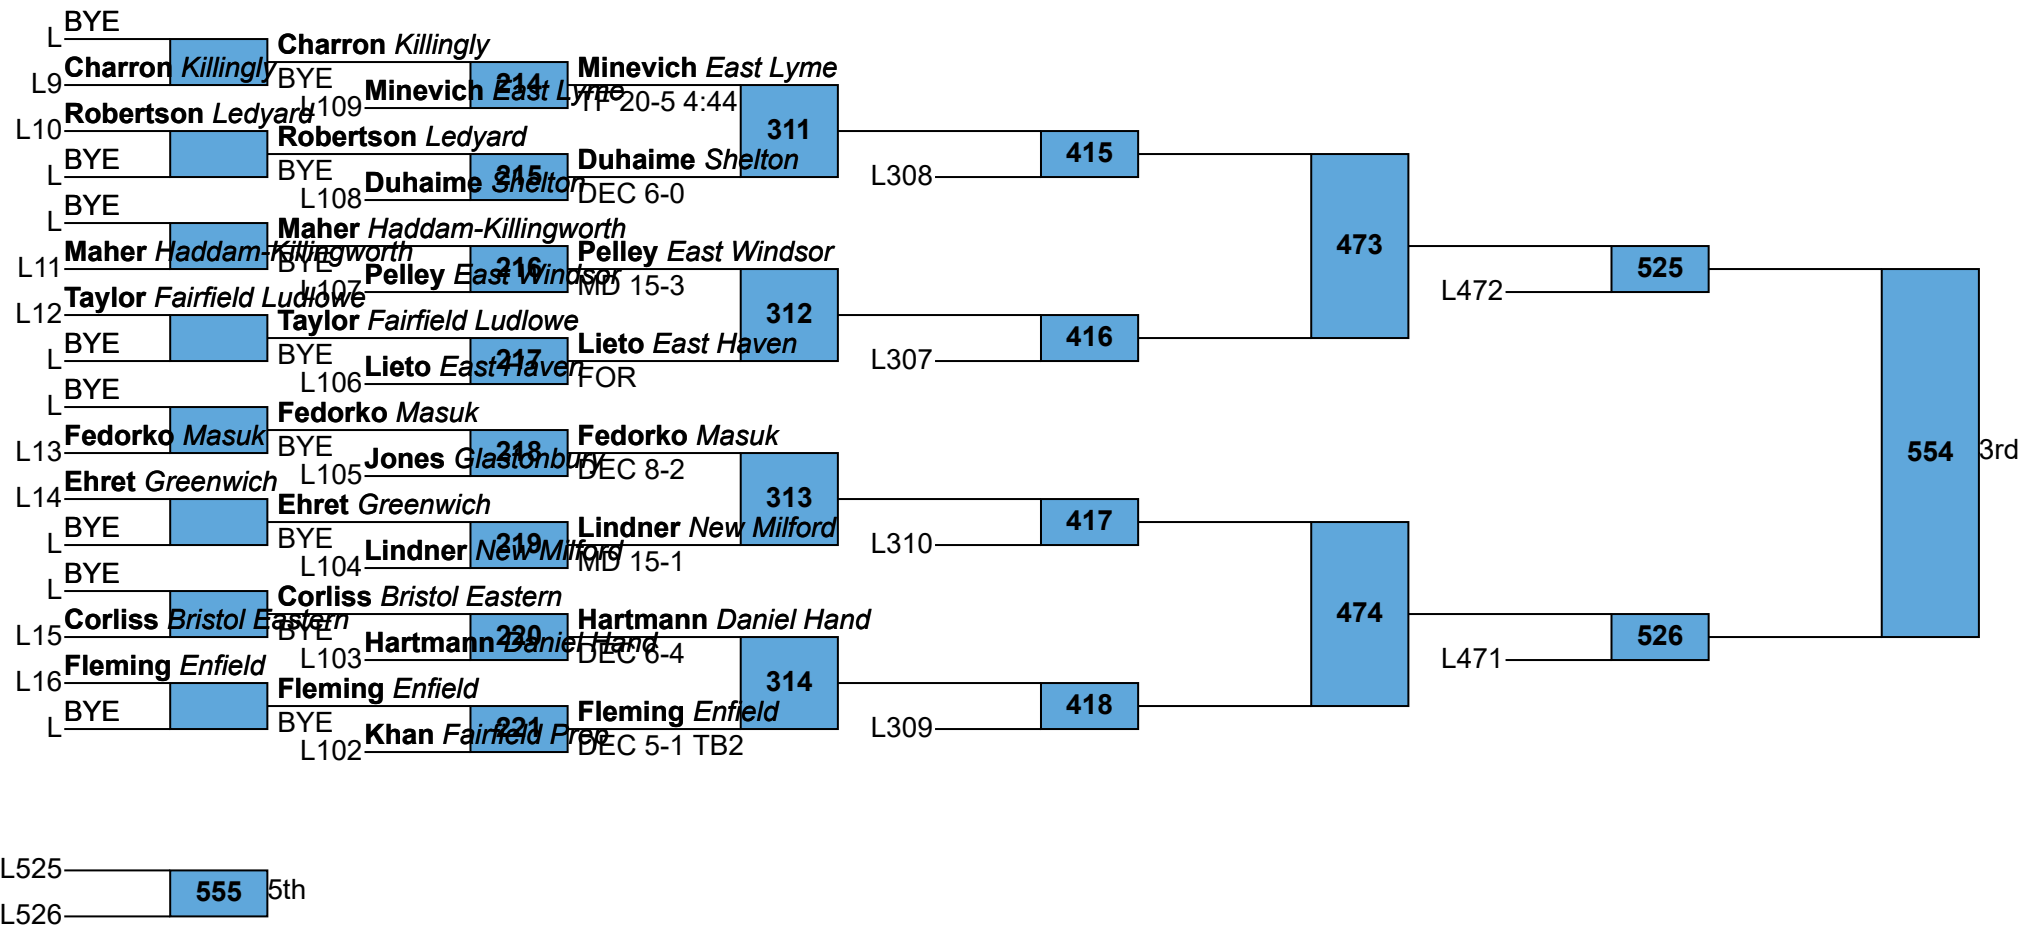 BYE
L
Charron Killingly
L9
Robertson Ledyard
L10
BYE
L
BYE
L
Maher Haddam-Killingworth
L11
Taylor Fairfield Ludlowe
L12
BYE
L
BYE
L
Fedorko Masuk
L13
Ehret Greenwich
L14
BYE
L
BYE
L
Corliss Bristol Eastern
L15
Fleming Enfield
L16
BYE
L
Charron Killingly
BYE
L109
Minevich East Lyme
214
Robertson Ledyard
BYE
L108
Duhaime Shelton
215
Maher Haddam-Killingworth
BYE
L107
Pelley East Windsor
216
Taylor Fairfield Ludlowe
BYE
L106
Lieto East Haven
217
Fedorko Masuk
BYE
L105
Jones Glastonbury
218
Ehret Greenwich
BYE
L104
Lindner New Milford
219
Corliss Bristol Eastern
BYE
L103
Hartmann Daniel Hand
220
Fleming Enfield
BYE
L102
Khan Fairfield Prep
221
Minevich East Lyme
TF 20-5 4:44
311
Duhaime Shelton
DEC 6-0
Pelley East Windsor
MD 15-3
312
Lieto East Haven
FOR
Fedorko Masuk
DEC 8-2
313
Lindner New Milford
MD 15-1
Hartmann Daniel Hand
DEC 6-4
314
Fleming Enfield
DEC 5-1 TB2
L308
415
L307
416
L310
417
L309
418
473
474
L472
525
L471
526
554
3rd
L525
555
5th
L526